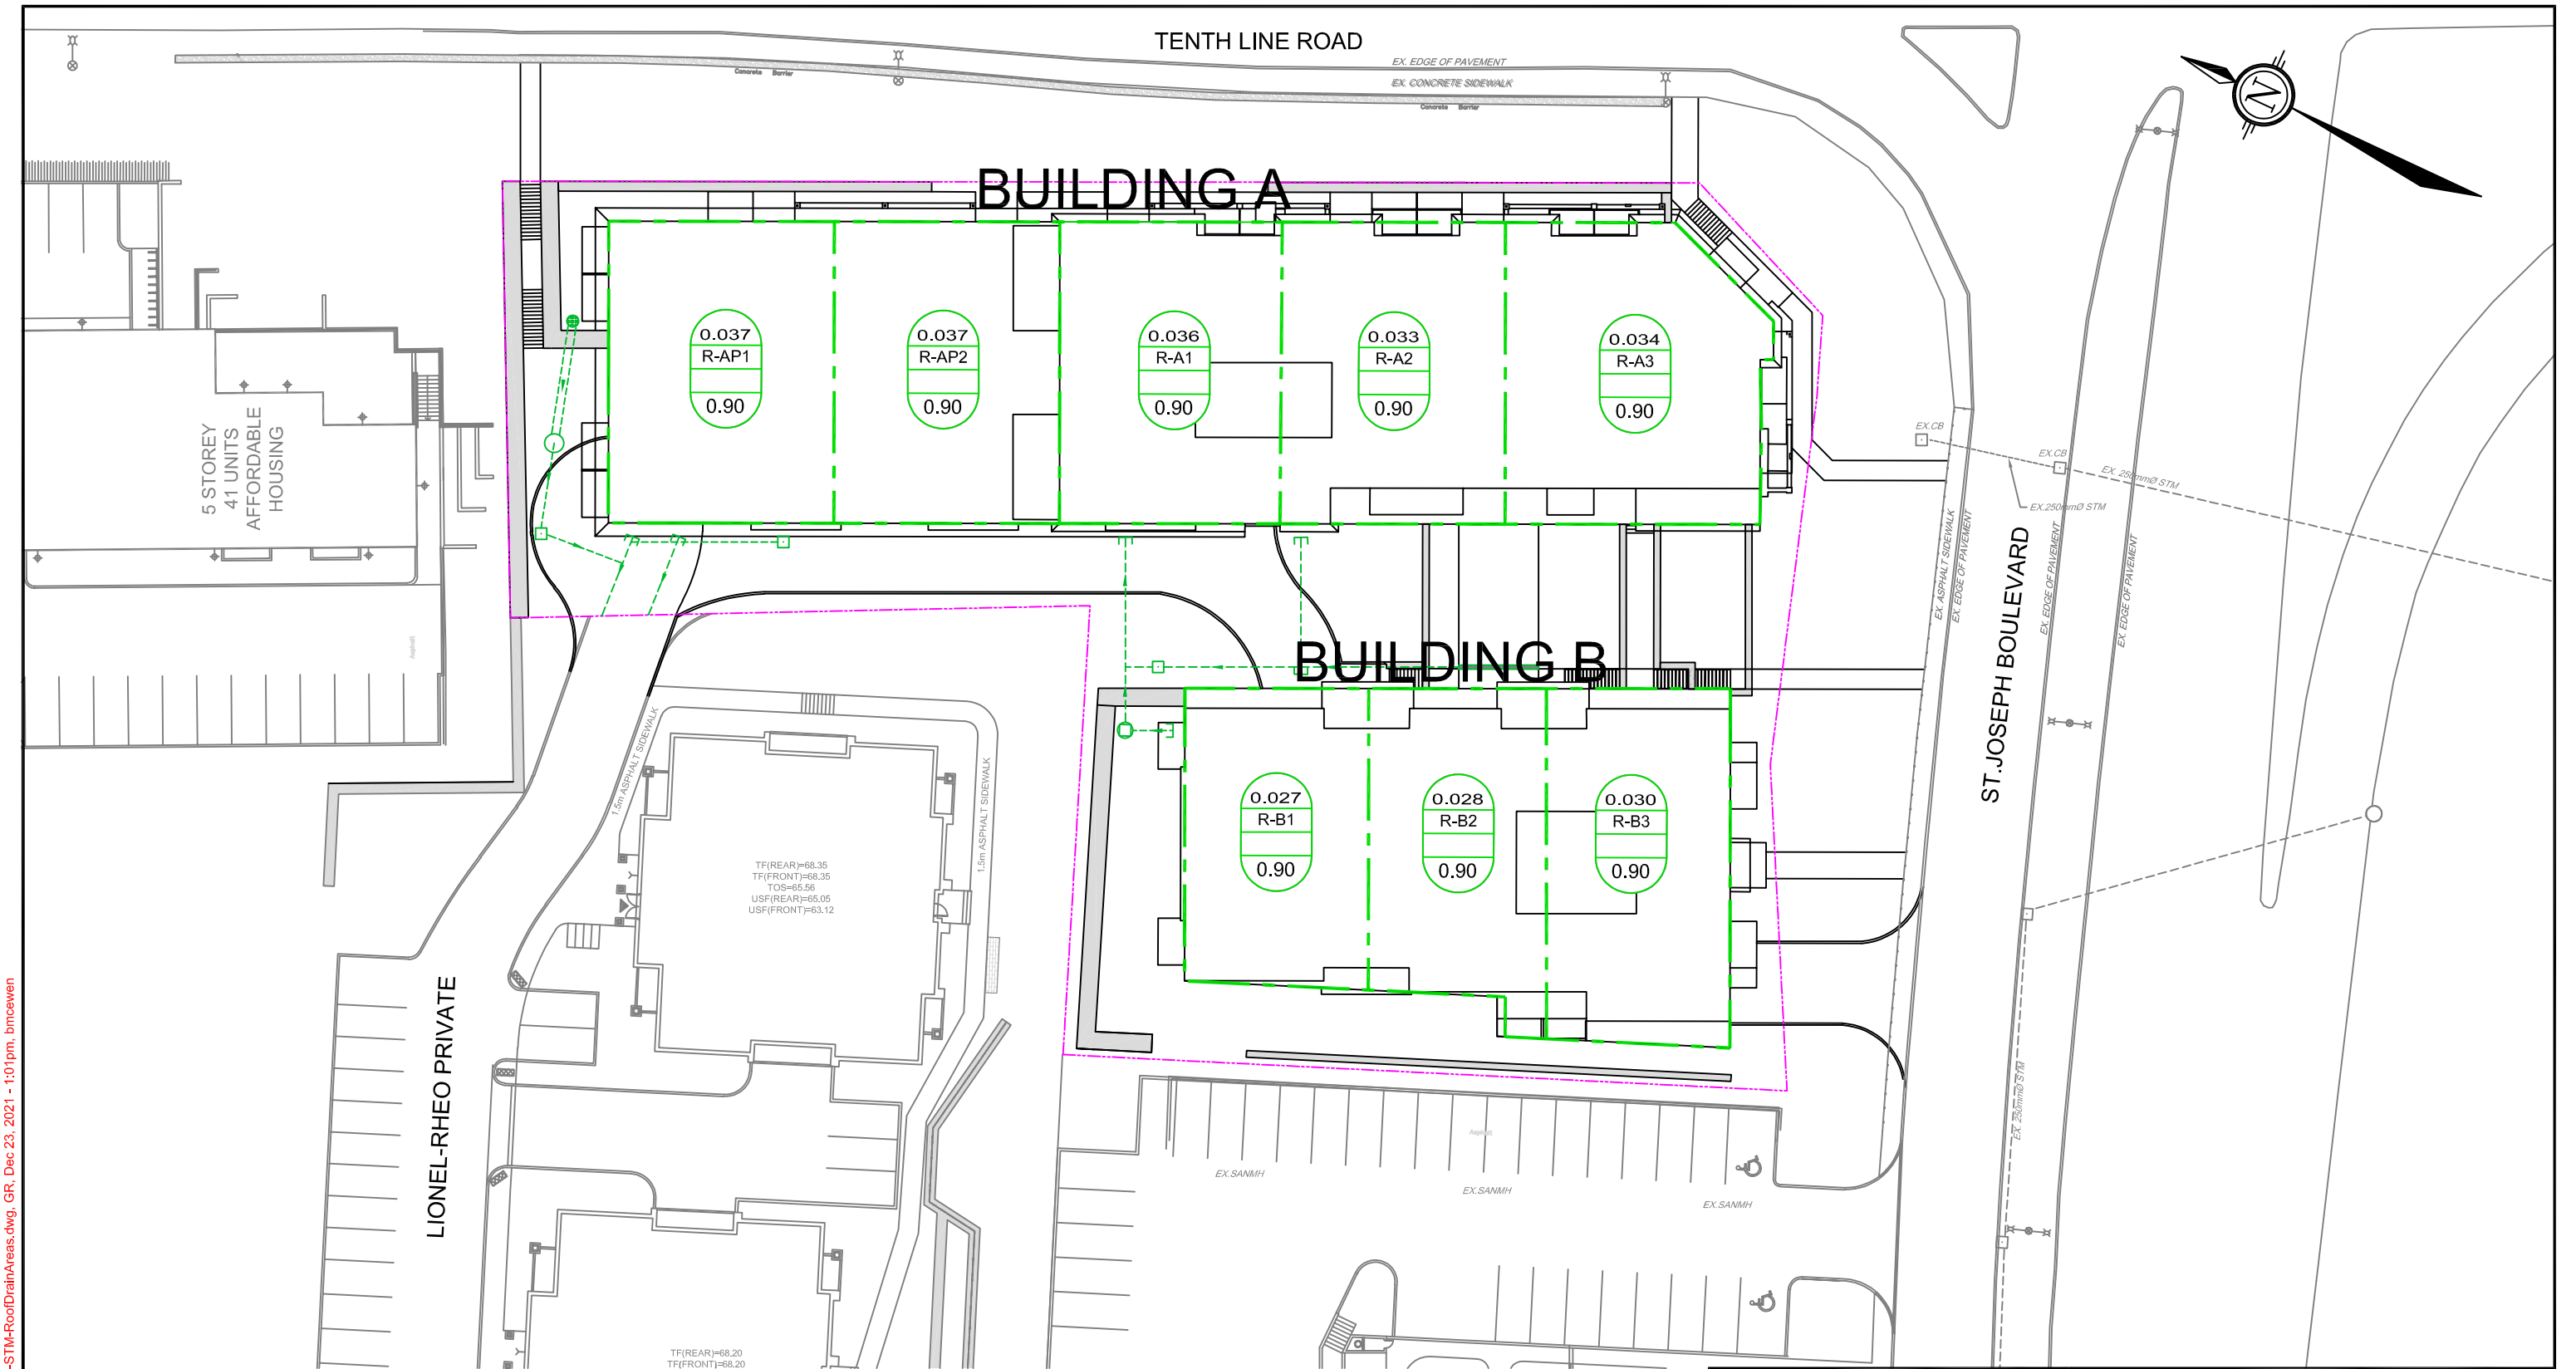 TENTH LINE ROAD
EX. EDGE OF PAVEMENT
EX. CONCRETE SIDEWALK
Concrete Barrier
Concrete Barrier
N
BUILDING A
0.037
R-AP1
0.90
0.037
R-AP2
0.90
0.036
R-A1
0.90
0.033
R-A2
0.90
0.034
R-A3
0.90
5 STOREY
41 UNITS
AFFORDABLE
HOUSING
Asphalt
EX.CB
EX.CB
EX. 250mmØ STM
EX.250mmØ STM
EX. ASPHALT SIDEWALK
EX. EDGE OF PAVEMENT
ST.JOSEPH BOULEVARD
EX. EDGE OF PAVEMENT
EX. EDGE OF PAVEMENT
BUILDING B
0.027
R-B1
0.90
0.028
R-B2
0.90
0.030
R-B3
0.90
1.5m ASPHALT SIDEWALK
1.5m ASPHALT SIDEWALK
TF(REAR)=68.35
TF(FRONT)=68.35
TOS=65.56
USF(REAR)=65.05
USF(FRONT)=63.12
LIONEL-RHEO PRIVATE
EX. 250mmØ STM
Asphalt
EX.SANMH
EX.SANMH
EX.SANMH
TF(REAR)=68.20
TF(FRONT)=68.20
-STM-RoofDrainAreas.dwg, GR, Dec 23, 2021 - 1:01pm, bmcewen